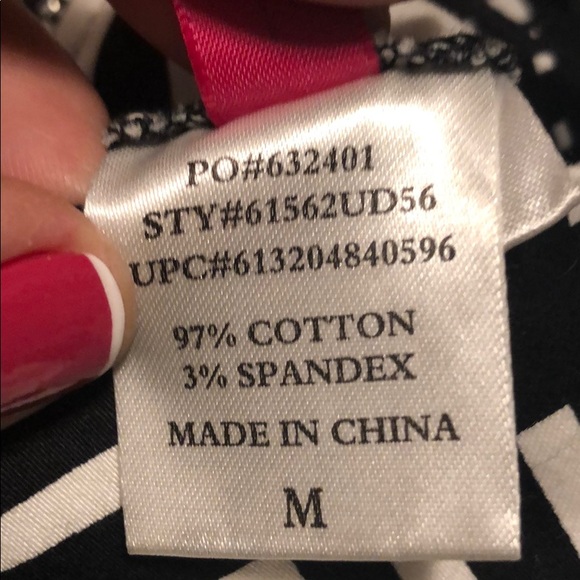 PO#632401
STY#61562UD56
UPC#613204840596
97% COTTON
3% SPANDEX
MADE IN CHINA
M